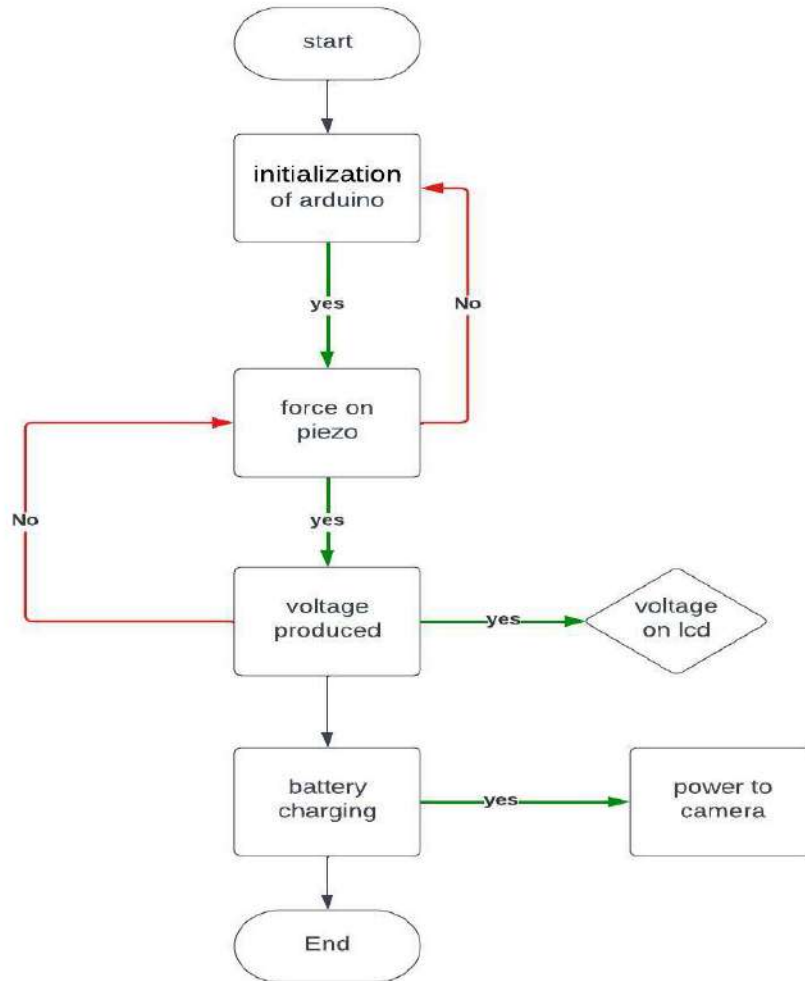 start
initialization
of arduino
yes
No
force on
piezo
No
yes
voltage
produced
yes
voltage
on lcd
battery
charging
yes
power to
camera
End